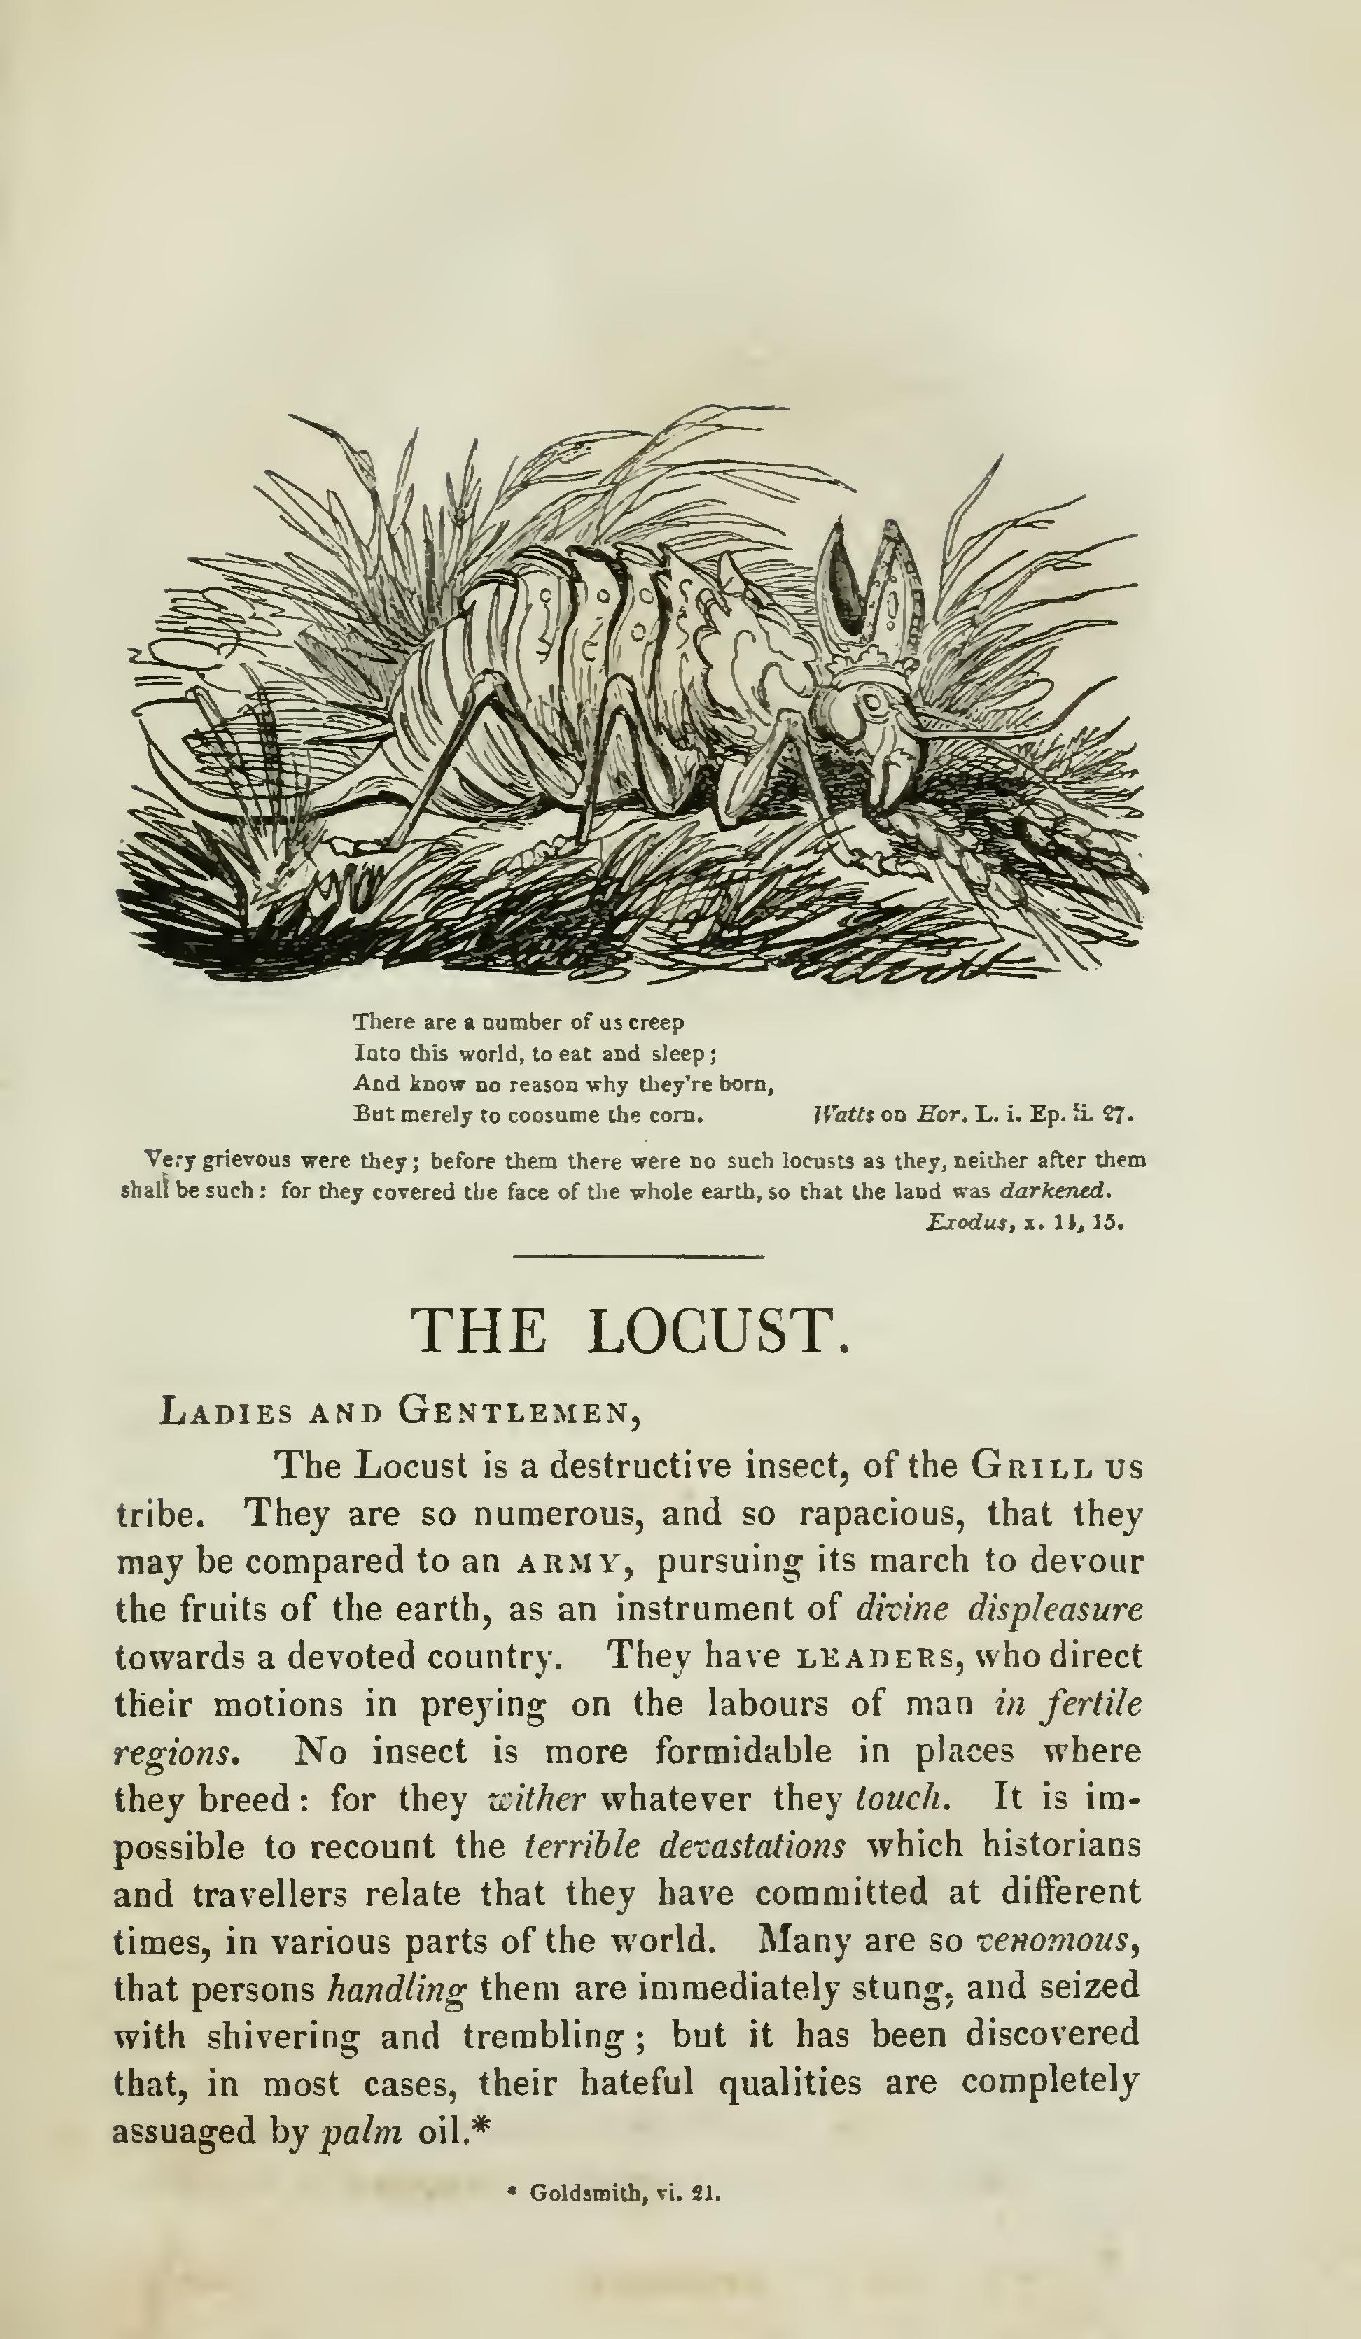 There are a number of us creep
Into this world, to eat and sleep;
And know no reason why they're born,
But merely to consume the corn. Watts on Hor. L. i. Ep. ii. 27.
Very grievous were they; before them there were no such locusts as they, neither after them
shall be such: for they covered the face of the whole earth, so that the land was darkened.
Exodus, x. 14, 15.
THE LOCUST.
LADIES AND GENTLEMEN,
The Locust is a destructive insect, of the GRILLUS
tribe. They are so numerous, and so rapacious, that they
may be compared to an ARMY, pursuing its march to devour
the fruits of the earth, as an instrument of divine displeasure
towards a devoted country. They have LEADERS, who direct
their motions in preying on the labours of man in fertile
regions. No insect is more formidable in places where
they breed: for they wither whatever they touch. It is im-
possible to recount the terrible devastations which historians
and travellers relate that they have committed at different
times, in various parts of the world. Many are so venomous,
that persons handling them are immediately stung, and seized
with shivering and trembling; but it has been discovered
that, in most cases, their hateful qualities are completely
assuaged by palm oil.*
* Goldsmith, vi. 21.